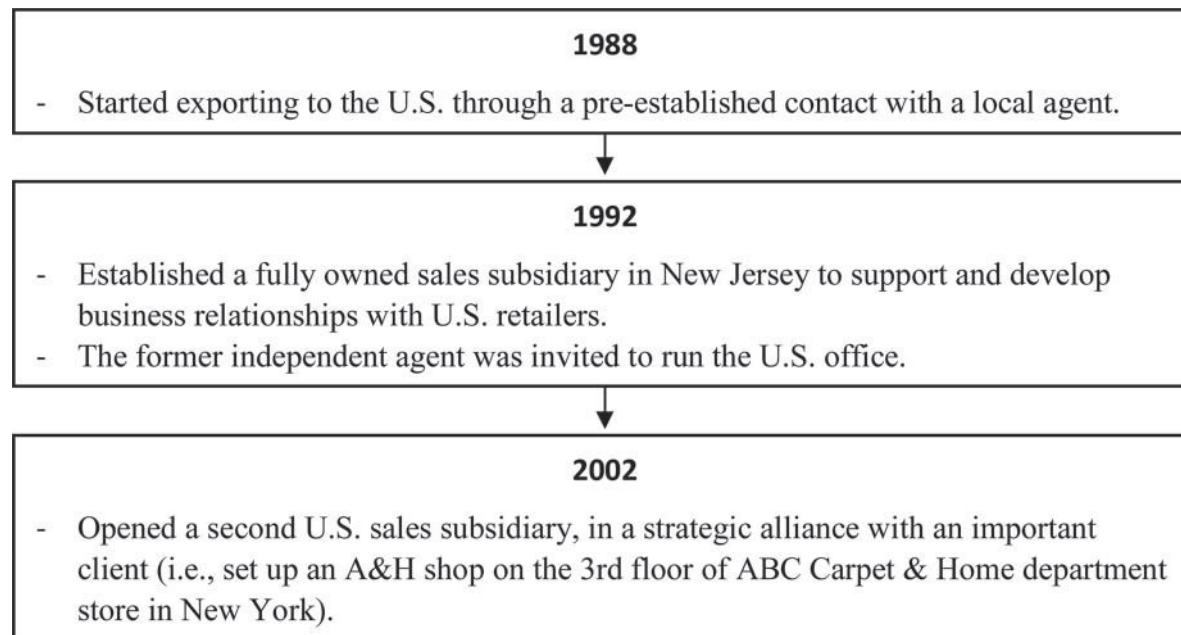 1988
- Started exporting to the U.S. through a pre-established contact with a local agent.
1992
- Established a fully owned sales subsidiary in New Jersey to support and develop
business relationships with U.S. retailers.
- The former independent agent was invited to run the U.S. office.
2002
- Opened a second U.S. sales subsidiary, in a strategic alliance with an important
client (i.e., set up an A&H shop on the 3rd floor of ABC Carpet & Home department
store in New York).